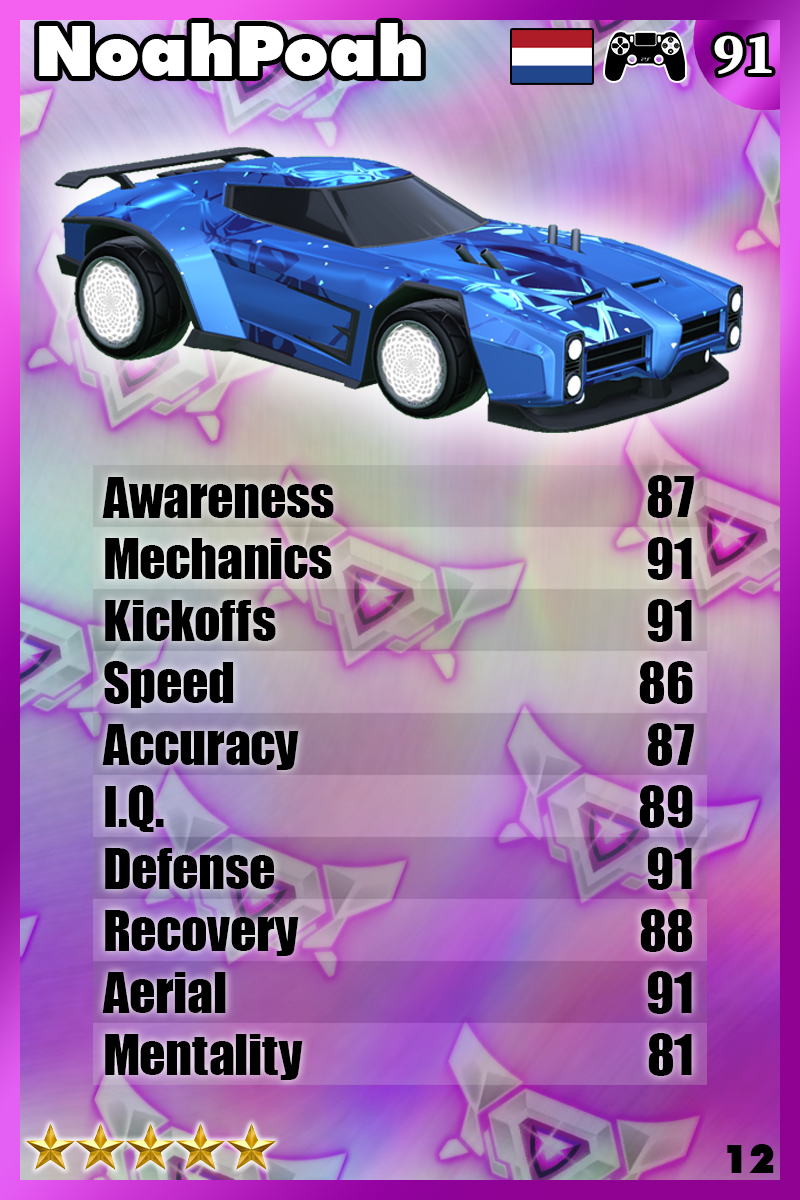 NoahPoah 91
Awareness 87
Mechanics 91
Kickoffs 91
Speed 86
Accuracy 87
I.Q. 89
Defense 91
Recovery 88
Aerial 91
Mentality 81
12